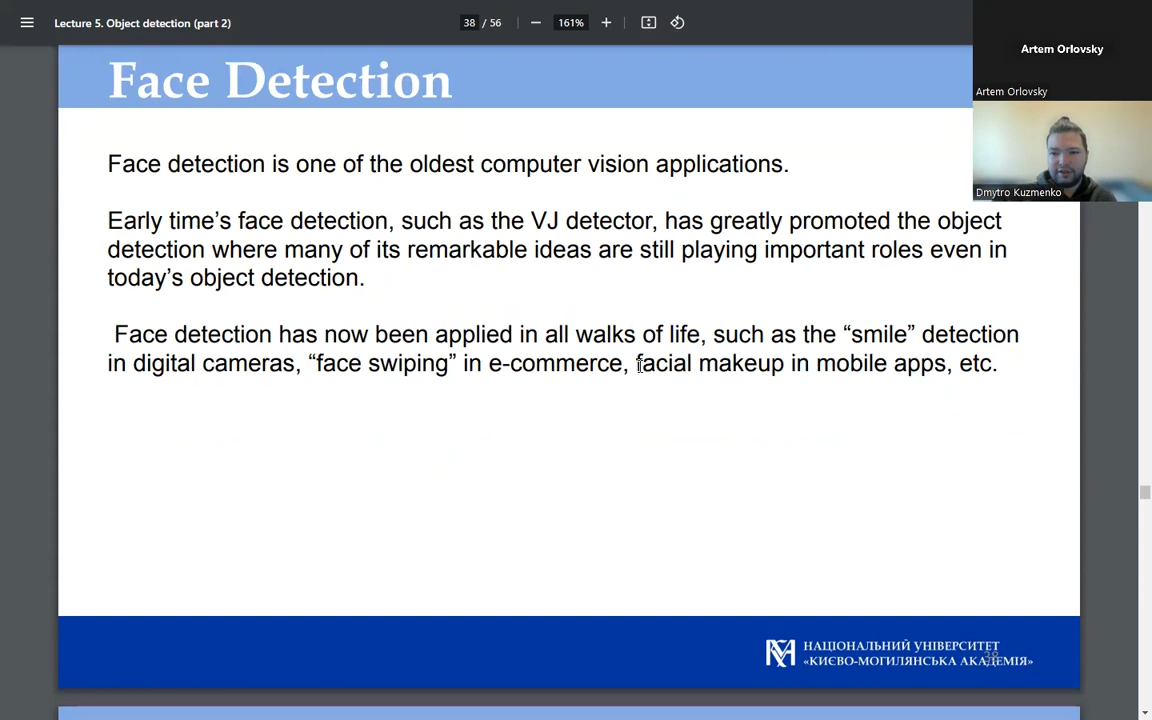 Lecture 5. Object detection (part 2)
38 / 56
161%
Artem Orlovsky
Artem Orlovsky
Dmytro Kuzmenko
Face Detection
Face detection is one of the oldest computer vision applications.
Early time’s face detection, such as the VJ detector, has greatly promoted the object
detection where many of its remarkable ideas are still playing important roles even in
today’s object detection.
Face detection has now been applied in all walks of life, such as the “smile” detection
in digital cameras, “face swiping” in e-commerce, facial makeup in mobile apps, etc.
НАЦІОНАЛЬНИЙ УНІВЕРСИТЕТ
«КИЄВО-МОГИЛЯНСЬКА АКАДЕМІЯ»
38